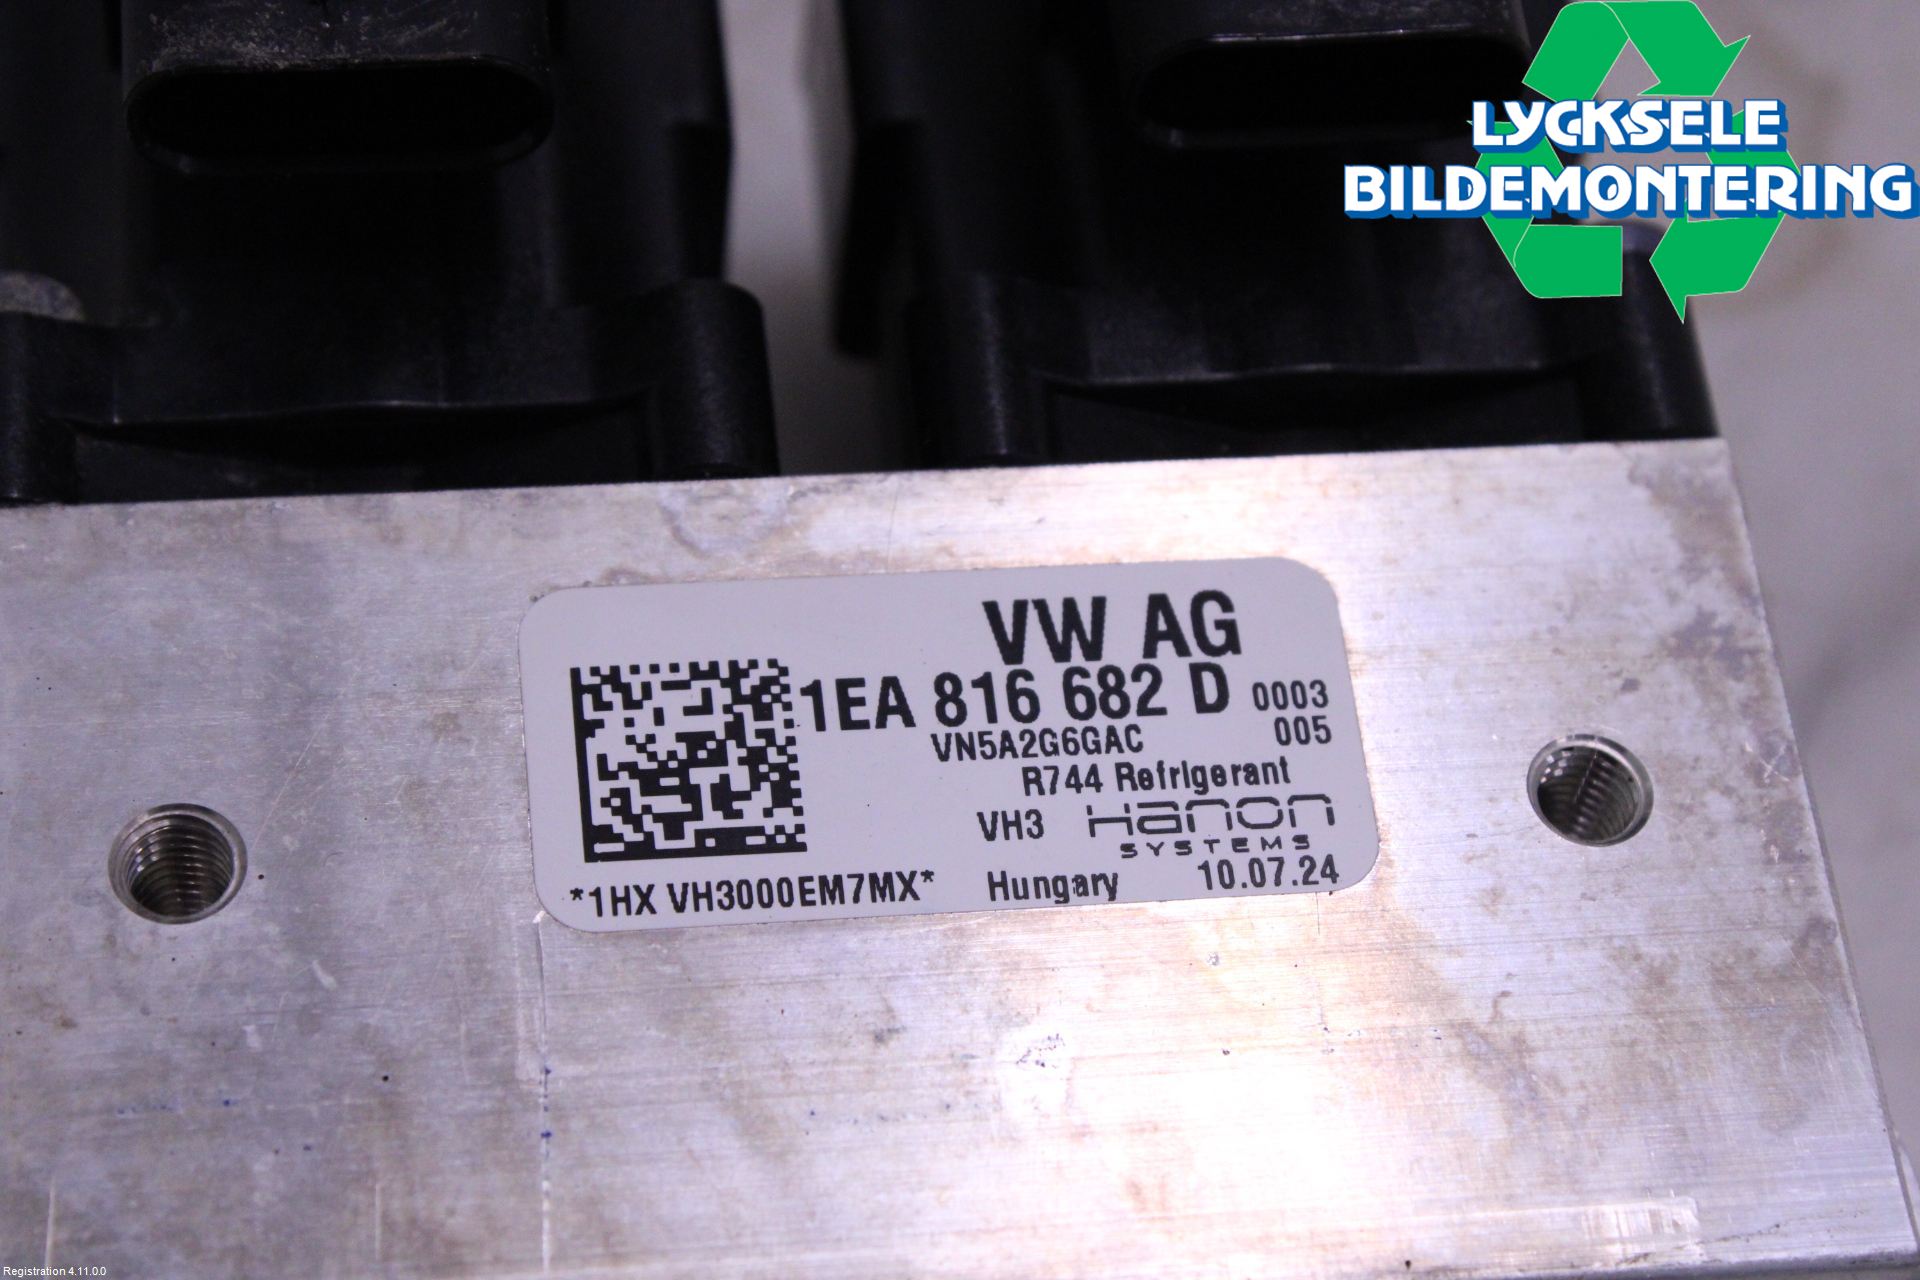 LYCKSELE
BILDEMONTERING
VW AG
1EA 816 682 D 0003
VN5A2G6GAC 005
R744 Refrigerant
VH3 Hanon
SYSTEMS
*1HX VH3000EM7MX* Hungary 10.07.24
Registration 4.11.0.0